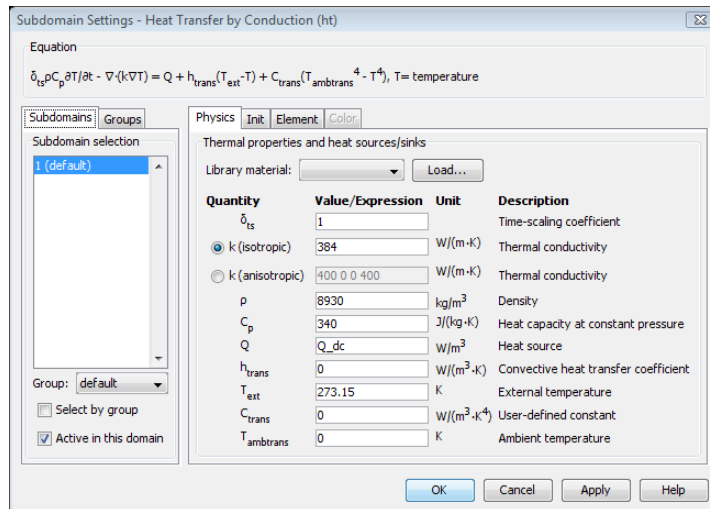 Subdomain Settings - Heat Transfer by Conduction (ht)
Equation
δtsρCp∂T/∂t - ∇·(k∇T) = Q + htrans(Text-T) + Ctrans(Tambtrans⁴ - T⁴), T= temperature
Subdomains Groups
Subdomain selection
1 (default)
Group: default
Select by group
Active in this domain
Physics Init Element Color
Thermal properties and heat sources/sinks
Library material: Load...
Quantity Value/Expression Unit Description
δts 1 Time-scaling coefficient
k (isotropic) 384 W/(m·K) Thermal conductivity
k (anisotropic) 400 0 0 400 W/(m·K) Thermal conductivity
ρ 8930 kg/m³ Density
Cp 340 J/(kg·K) Heat capacity at constant pressure
Q Q_dc W/m³ Heat source
htrans 0 W/(m³·K) Convective heat transfer coefficient
Text 273.15 K External temperature
Ctrans 0 W/(m³·K⁴) User-defined constant
Tambtrans 0 K Ambient temperature
OK Cancel Apply Help